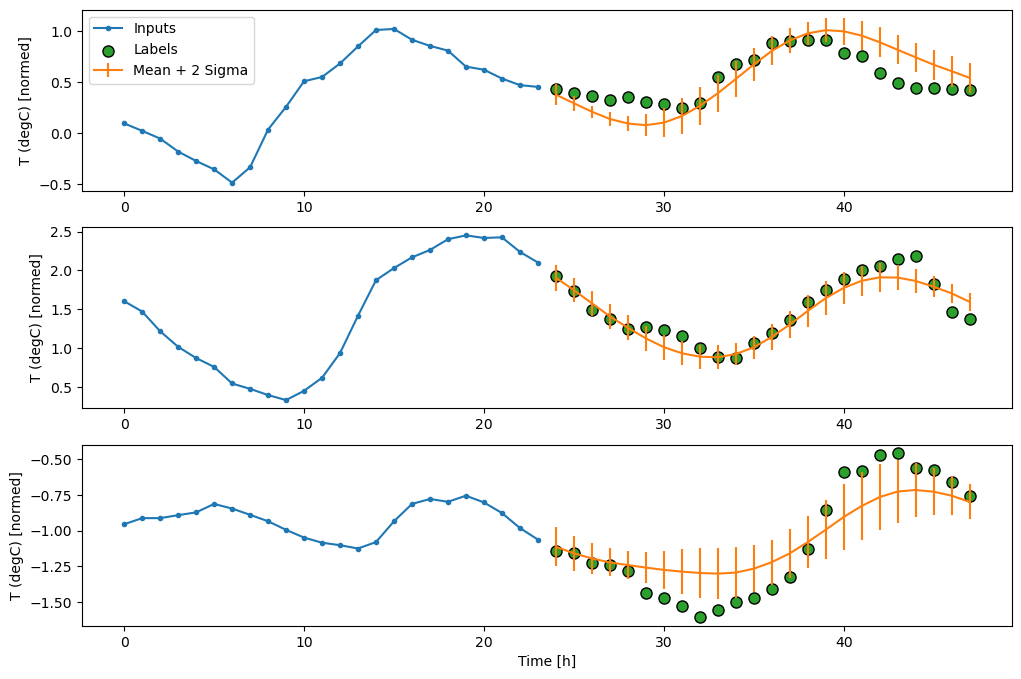 Inputs
Labels
Mean + 2 Sigma
T (degC) [normed]
1.0
0.5
0.0
−0.5
0 10 20 30 40
T (degC) [normed]
2.5
2.0
1.5
1.0
0.5
0 10 20 30 40
T (degC) [normed]
−0.50
−0.75
−1.00
−1.25
−1.50
0 10 20 30 40
Time [h]